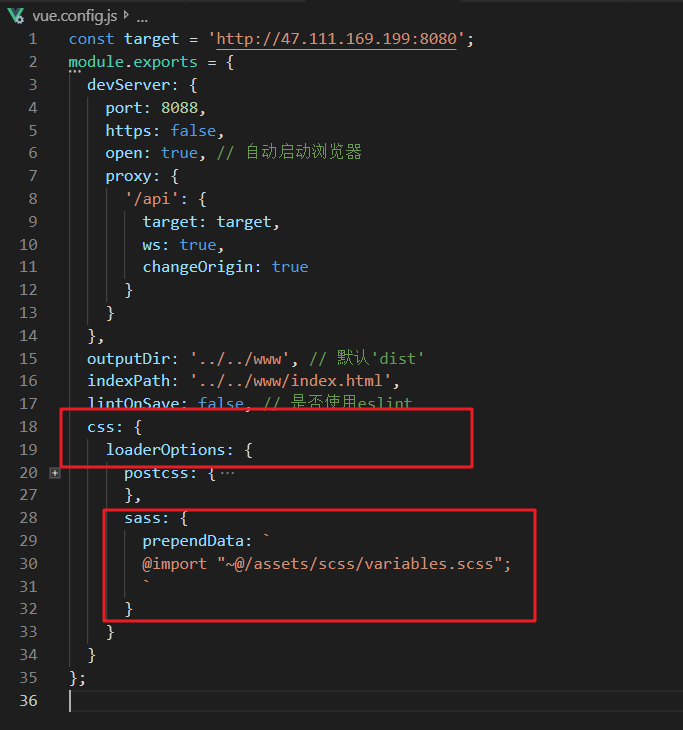 vue.config.js > ...
1 const target = 'http://47.111.169.199:8080';
2 module.exports = {
3 devServer: {
4 port: 8088,
5 https: false,
6 open: true, // 自动启动浏览器
7 proxy: {
8 '/api': {
9 target: target,
10 ws: true,
11 changeOrigin: true
12 }
13 }
14 },
15 outputDir: '../../www', // 默认'dist'
16 indexPath: '../../www/index.html',
17 lintOnSave: false, // 是否使用eslint
18 css: {
19 loaderOptions: {
20 postcss: { ...
27 },
28 sass: {
29 prependData: `
30 @import "~@/assets/scss/variables.scss";
31 `
32 }
33 }
34 }
35 };
36